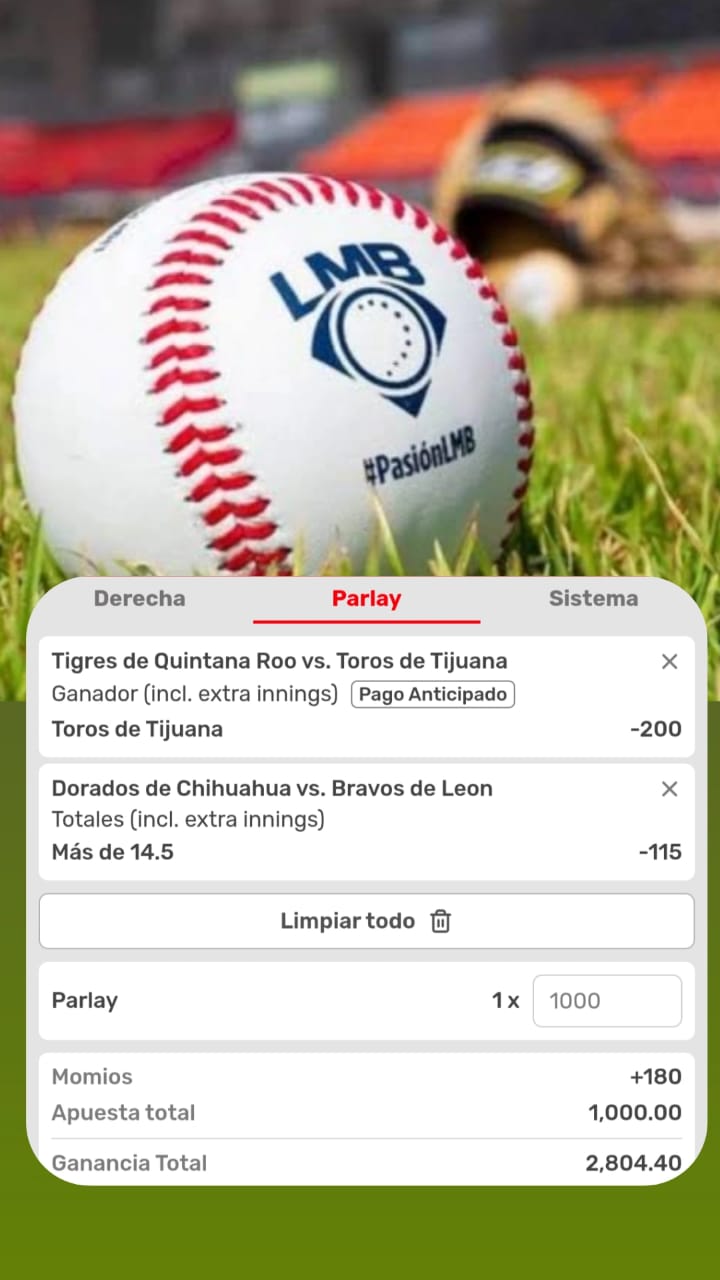 LMB
#PasiónLMB
Derecha Parlay Sistema
Tigres de Quintana Roo vs. Toros de Tijuana
Ganador (incl. extra innings) Pago Anticipado
Toros de Tijuana -200
Dorados de Chihuahua vs. Bravos de Leon
Totales (incl. extra innings)
Más de 14.5 -115
Limpiar todo
Parlay 1 x 1000
Momios +180
Apuesta total 1,000.00
Ganancia Total 2,804.40